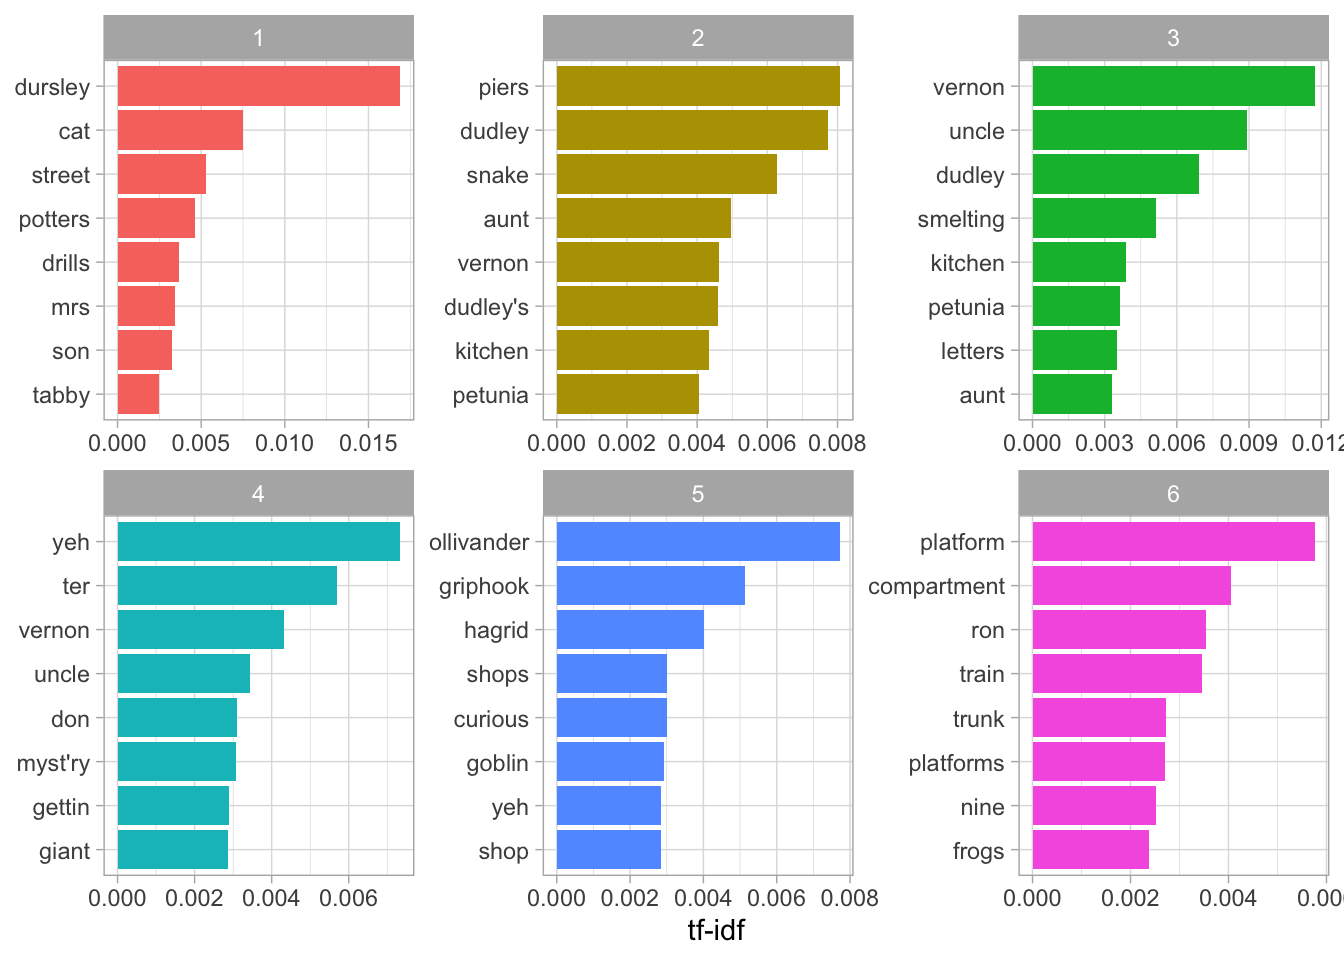 1
dursley
cat
street
potters
drills
mrs
son
tabby
0.000 0.005 0.010 0.015
2
piers
dudley
snake
aunt
vernon
dudley's
kitchen
petunia
0.000 0.002 0.004 0.006 0.008
3
vernon
uncle
dudley
smelting
kitchen
petunia
letters
aunt
0.000 0.003 0.006 0.009 0.012
4
yeh
ter
vernon
uncle
don
myst'ry
gettin
giant
0.000 0.002 0.004 0.006
5
ollivander
griphook
hagrid
shops
curious
goblin
yeh
shop
0.000 0.002 0.004 0.006 0.008
6
platform
compartment
ron
train
trunk
platforms
nine
frogs
0.000 0.002 0.004
tf-idf